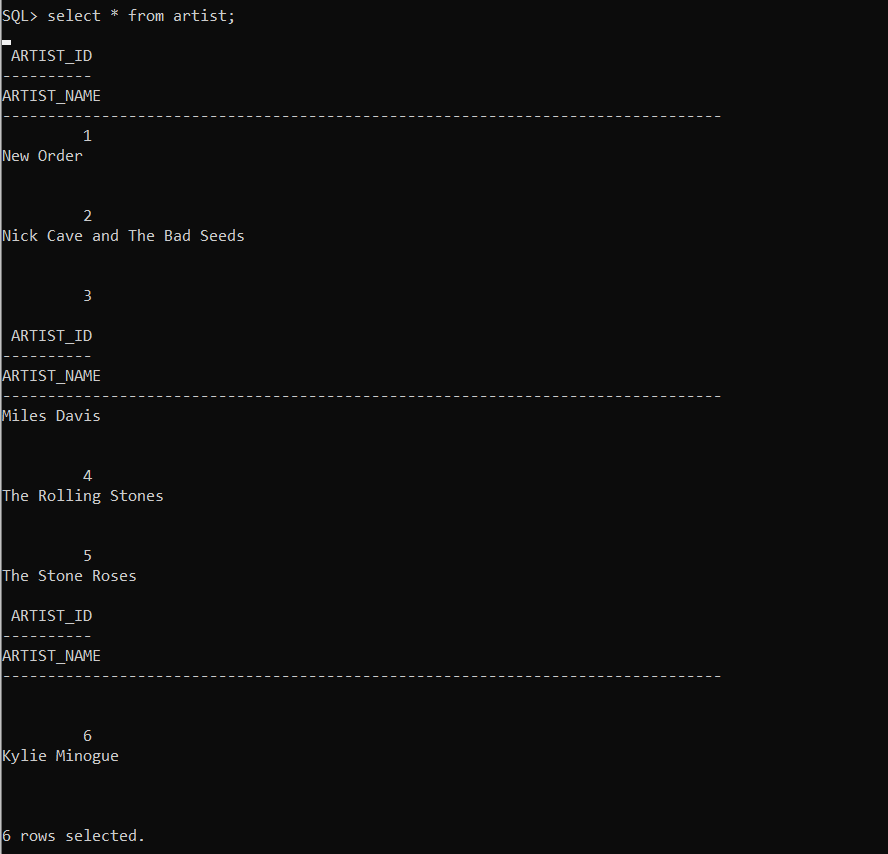 SQL> select * from artist;
ARTIST_ID
----------
ARTIST_NAME
--------------------------------------------------------------------------------
1
New Order
2
Nick Cave and The Bad Seeds
3
ARTIST_ID
----------
ARTIST_NAME
--------------------------------------------------------------------------------
Miles Davis
4
The Rolling Stones
5
The Stone Roses
ARTIST_ID
----------
ARTIST_NAME
--------------------------------------------------------------------------------
6
Kylie Minogue
6 rows selected.